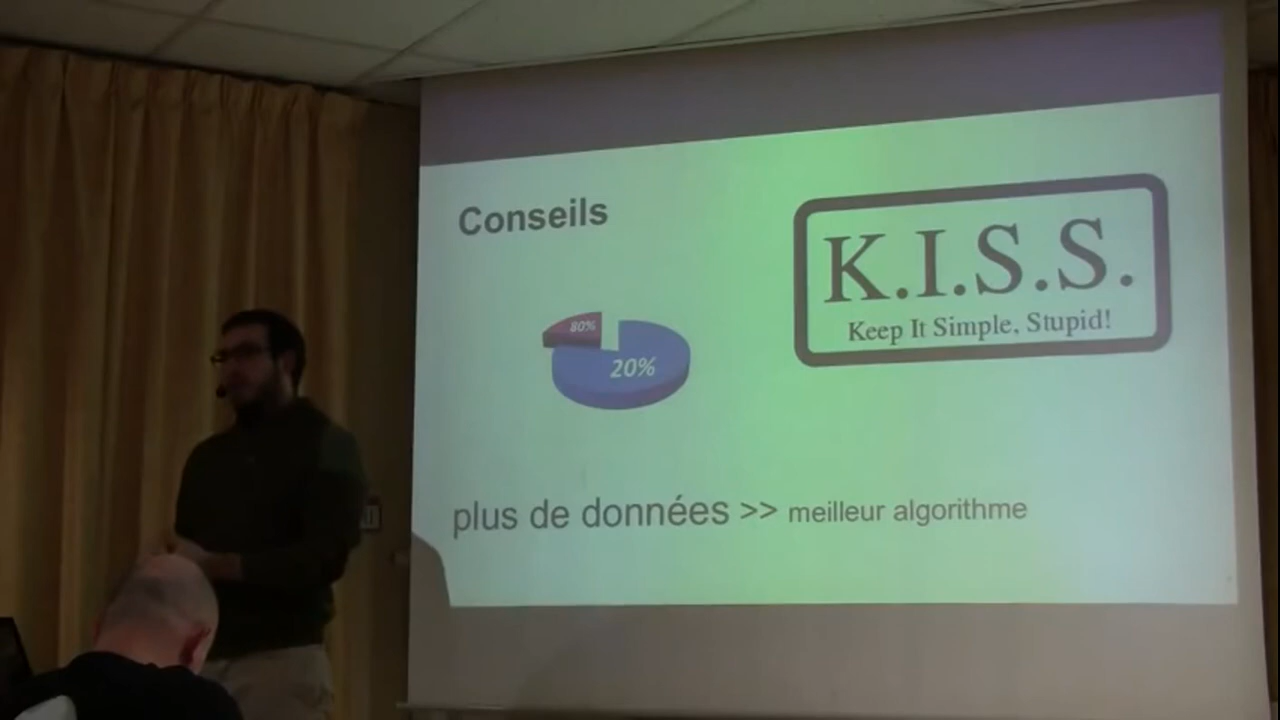 Conseils
K.I.S.S.
Keep It Simple, Stupid!
80%
20%
plus de données >> meilleur algorithme